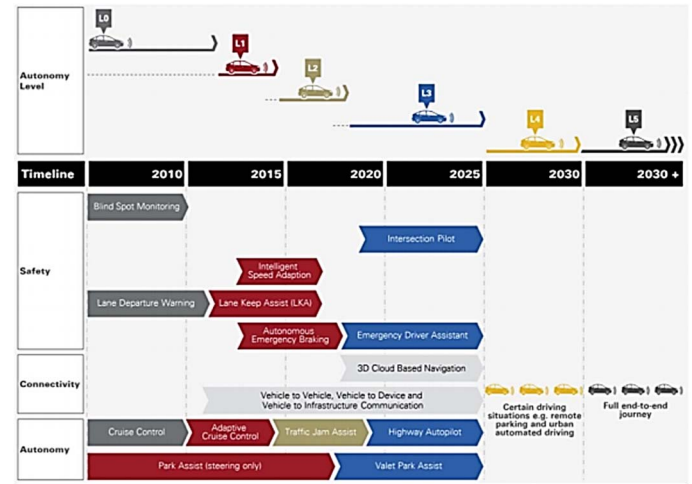 L0
L1
L2
L3
L4
L5
Autonomy
Level
Timeline 2010 2015 2020 2025 2030 2030 +
Safety
Blind Spot Monitoring
Intersection Pilot
Intelligent
Speed Adaption
Lane Departure Warning
Lane Keep Assist (LKA)
Autonomous
Emergency Braking
Emergency Driver Assistant
Connectivity
3D Cloud Based Navigation
Vehicle to Vehicle, Vehicle to Device and
Vehicle to Infrastructure Communication
Certain driving
situations e.g. remote
parking and urban
automated driving
Full end-to-end
journey
Autonomy
Cruise Control
Adaptive
Cruise Control
Traffic Jam Assist
Highway Autopilot
Park Assist (steering only)
Valet Park Assist